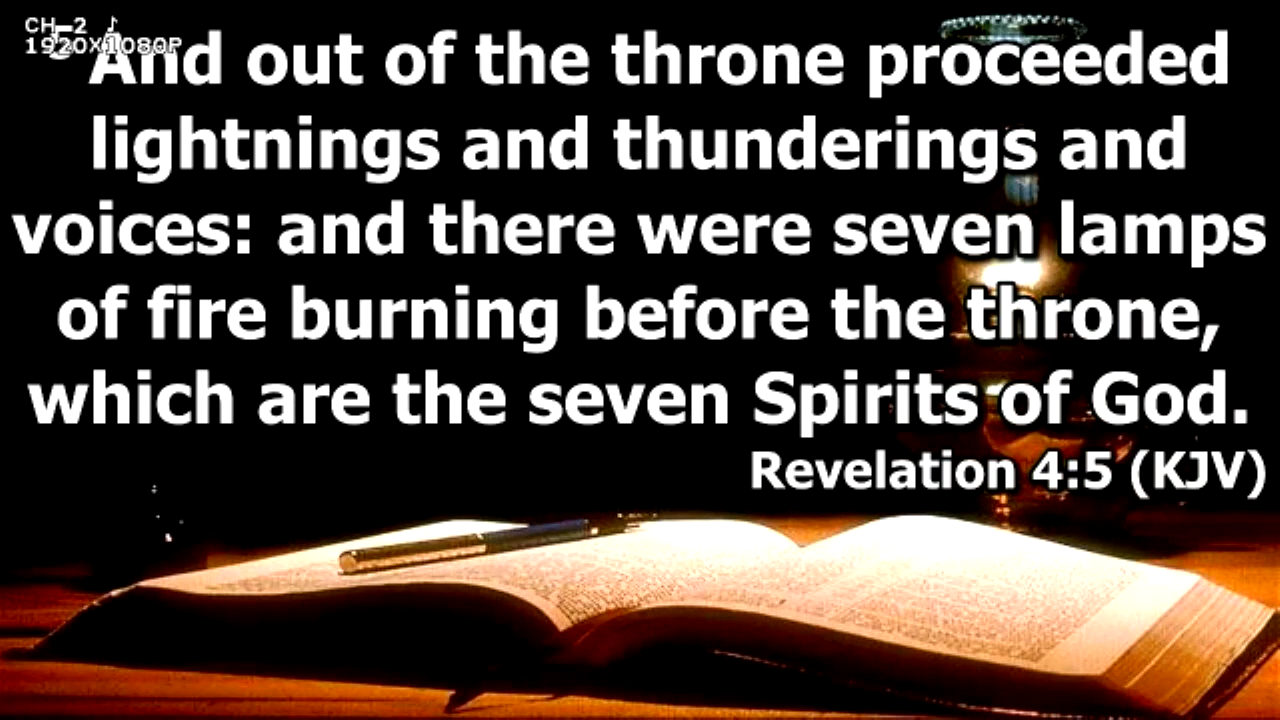 CH-2 ♪
1920X1080P
5 And out of the throne proceeded
lightnings and thunderings and
voices: and there were seven lamps
of fire burning before the throne,
which are the seven Spirits of God.
Revelation 4:5 (KJV)